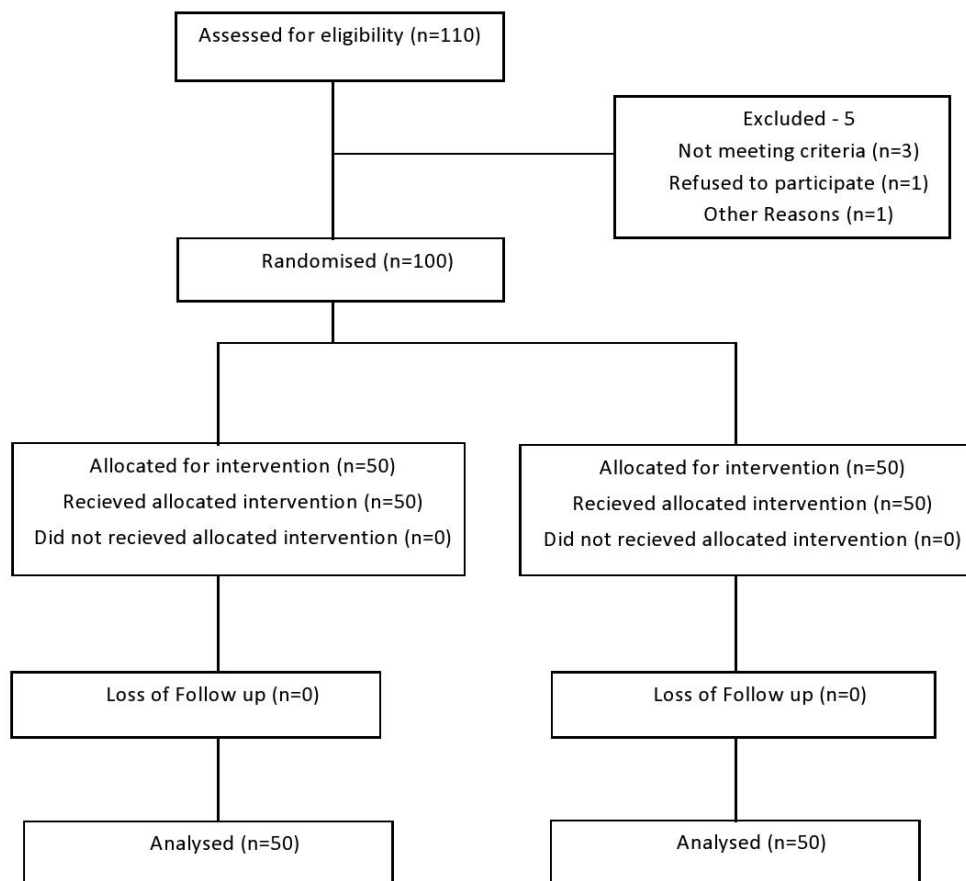 Assessed for eligibility (n=110)
Excluded - 5
Not meeting criteria (n=3)
Refused to participate (n=1)
Other Reasons (n=1)
Randomised (n=100)
Allocated for intervention (n=50)
Recieved allocated intervention (n=50)
Did not recieved allocated intervention (n=0)
Allocated for intervention (n=50)
Recieved allocated intervention (n=50)
Did not recieved allocated intervention (n=0)
Loss of Follow up (n=0)
Loss of Follow up (n=0)
Analysed (n=50)
Analysed (n=50)